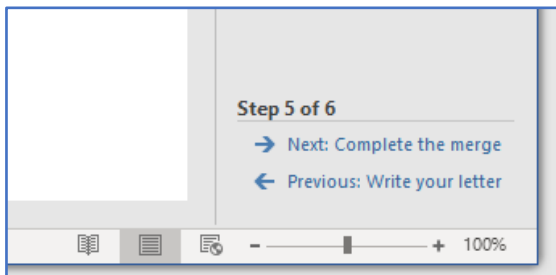 Step 5 of 6
→ Next: Complete the merge
← Previous: Write your letter
- + 100%